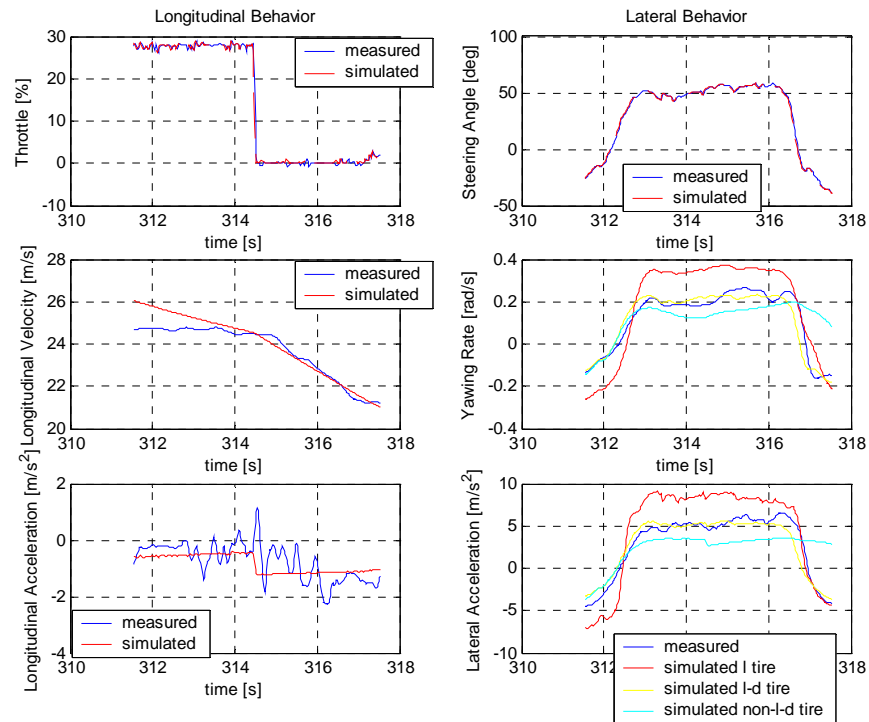 Longitudinal Behavior
Throttle [%]
30
20
10
0
-10
310
312
314
316
318
time [s]
measured
simulated
Longitudinal Velocity [m/s]
28
26
24
22
20
310
312
314
316
318
time [s]
measured
simulated
Longitudinal Acceleration [m/s²]
2
0
-2
-4
310
312
314
316
318
time [s]
measured
simulated
Lateral Behavior
Steering Angle [deg]
100
50
0
-50
310
312
314
316
318
time [s]
measured
simulated
Yawing Rate [rad/s]
0.4
0.2
0
-0.2
-0.4
310
312
314
316
318
time [s]
Lateral Acceleration [m/s²]
10
5
0
-5
-10
310
312
314
316
318
time [s]
measured
simulated l tire
simulated l-d tire
simulated non-l-d tire